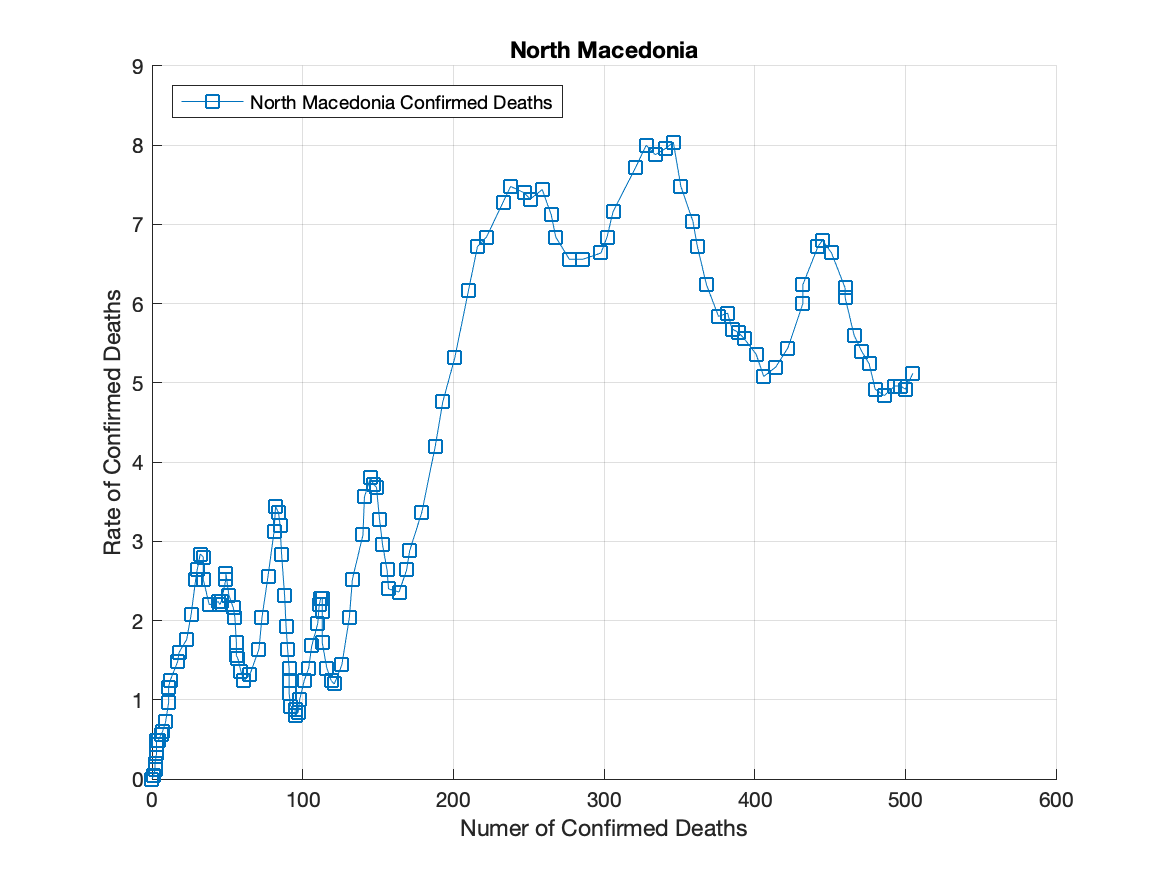 North Macedonia
North Macedonia Confirmed Deaths
Rate of Confirmed Deaths
9
8
7
6
5
4
3
2
1
0
0 100 200 300 400 500 600
Numer of Confirmed Deaths